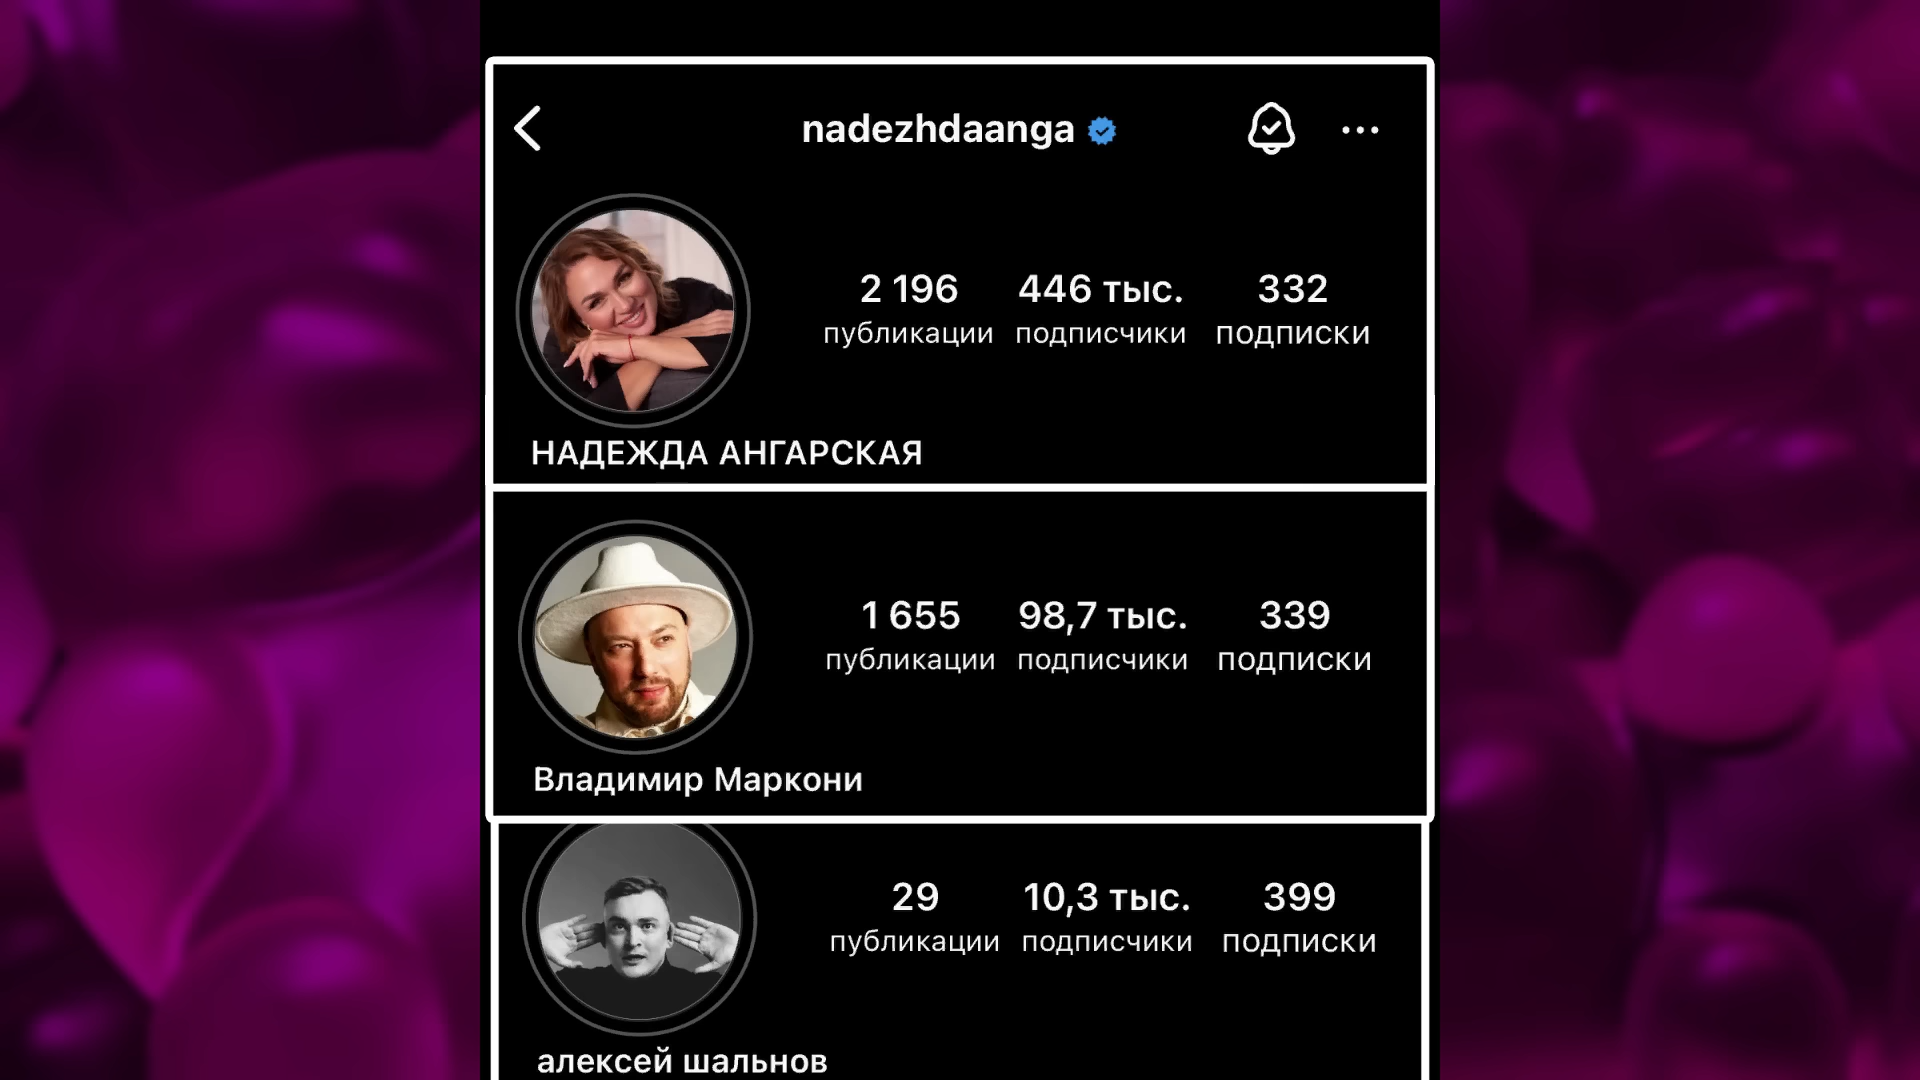 nadezhdaanga
2 196 446 тыс. 332
публикации подписчики подписки
НАДЕЖДА АНГАРСКАЯ
1 655 98,7 тыс. 339
публикации подписчики подписки
Владимир Маркони
29 10,3 тыс. 399
публикации подписчики подписки
алексей шальнов